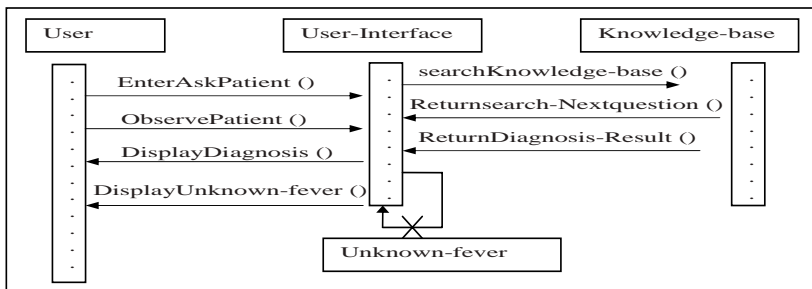 User
User-Interface
Knowledge-base
EnterAskPatient ()
searchKnowledge-base ()
Returnsearch-Nextquestion ()
ObservePatient ()
ReturnDiagnosis-Result ()
DisplayDiagnosis ()
DisplayUnknown-fever ()
Unknown-fever